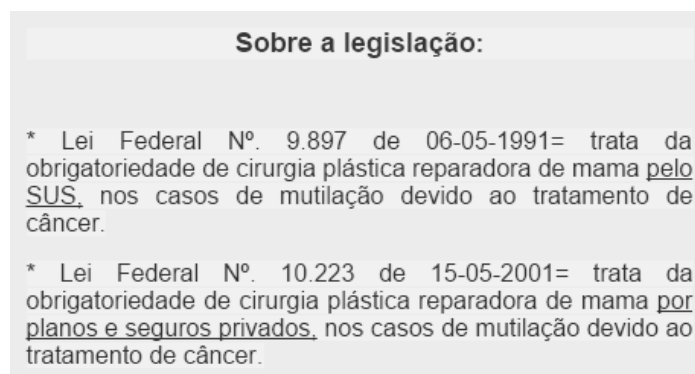 Sobre a legislação:
* Lei Federal Nº. 9.897 de 06-05-1991= trata da
obrigatoriedade de cirurgia plástica reparadora de mama pelo
SUS, nos casos de mutilação devido ao tratamento de
câncer.
* Lei Federal Nº. 10.223 de 15-05-2001= trata da
obrigatoriedade de cirurgia plástica reparadora de mama por
planos e seguros privados, nos casos de mutilação devido ao
tratamento de câncer.